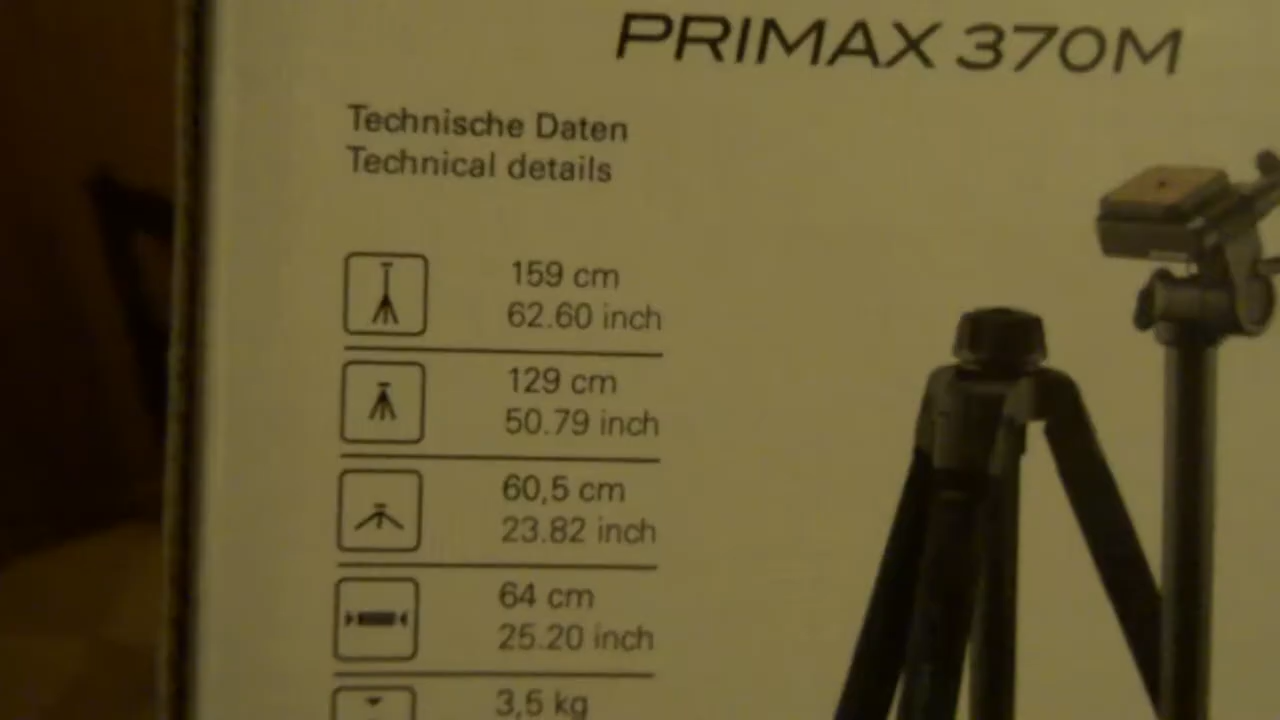 PRIMAX 370M
Technische Daten
Technical details
159 cm
62.60 inch
129 cm
50.79 inch
60,5 cm
23.82 inch
64 cm
25.20 inch
3,5 kg